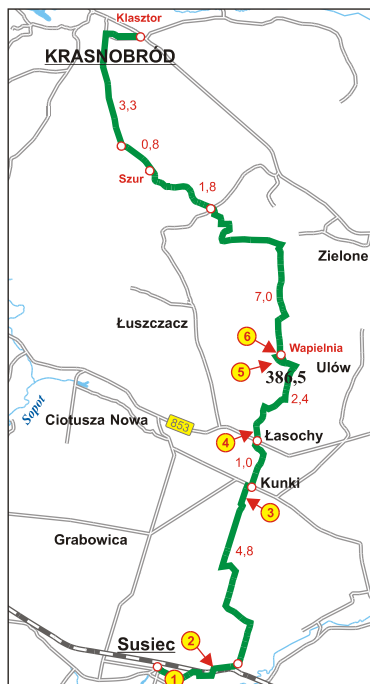 Klasztor
KRASNOBRÓD
3,3
0,8
Szur
1,8
Zielone
7,0
Łuszczacz
6
Wapielnia
5
Ulów
386,5
2,4
Sopot
Ciotusza Nowa
853
4
Łasochy
1,0
Kunki
3
Grabowica
4,8
Susiec
2
1